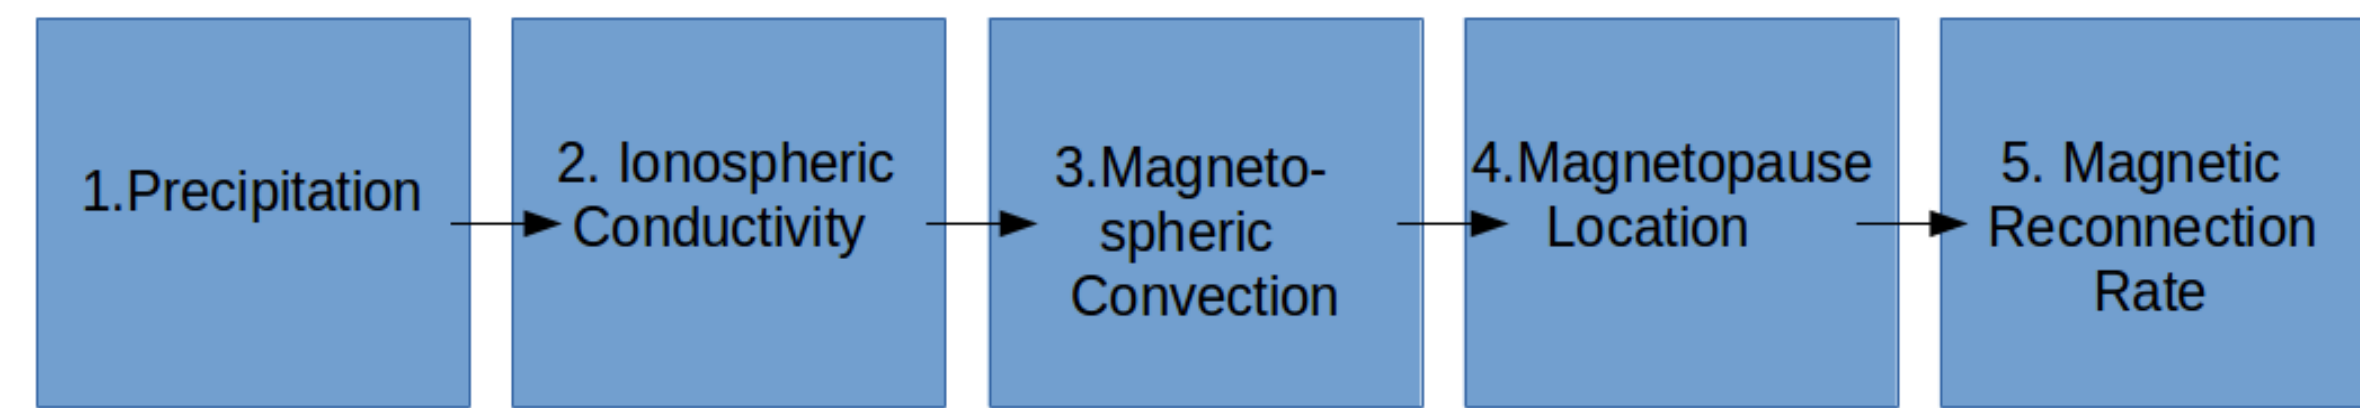 1.Precipitation
2. Ionospheric
Conductivity
3.Magneto-
spheric
Convection
4.Magnetopause
Location
5. Magnetic
Reconnection
Rate